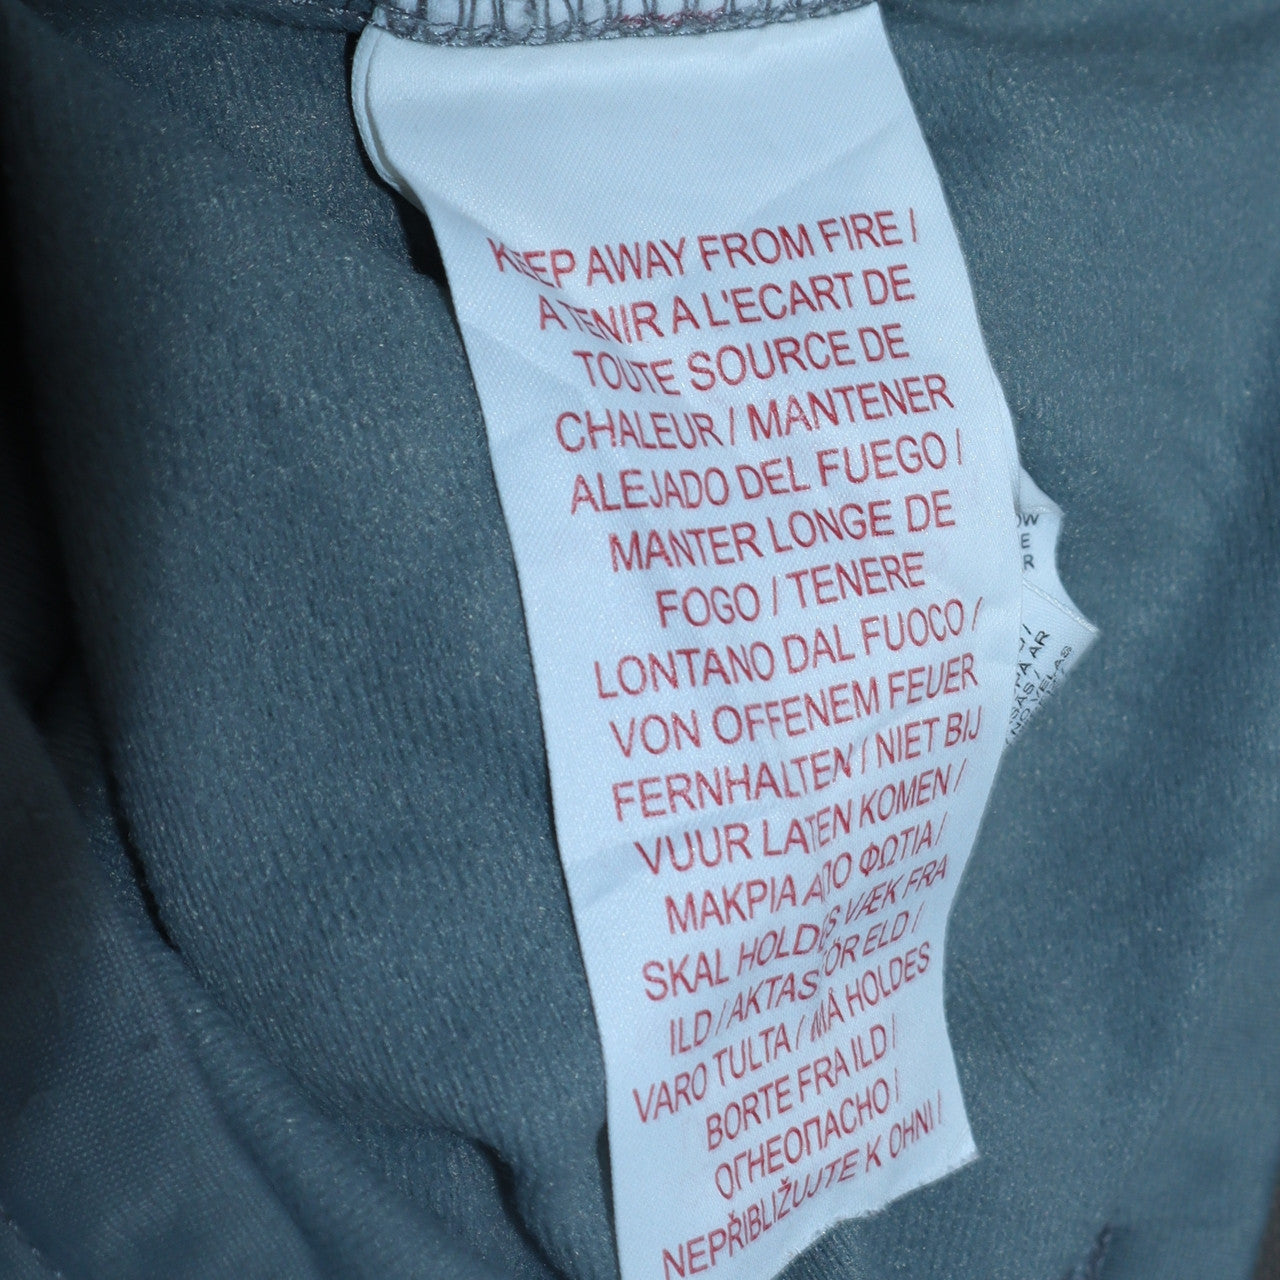 KEEP AWAY FROM FIRE /
A TENIR A L'ECART DE
TOUTE SOURCE DE
CHALEUR / MANTENER
ALEJADO DEL FUEGO /
MANTER LONGE DE
FOGO / TENERE
LONTANO DAL FUOCO /
VON OFFENEM FEUER
FERNHALTEN / NIET BIJ
VUUR LATEN KOMEN /
ΜΑΚΡΙΑ ΑΠΟ ΦΩΤΙΑ /
SKAL HOLDES VÆK FRA
ILD / AKTAS FÖR ELD /
VARO TULTA / MÅ HOLDES
BORTE FRA ILD /
ОГНЕОПАСНО /
NEPŘIBLIŽUJTE K OHNI /